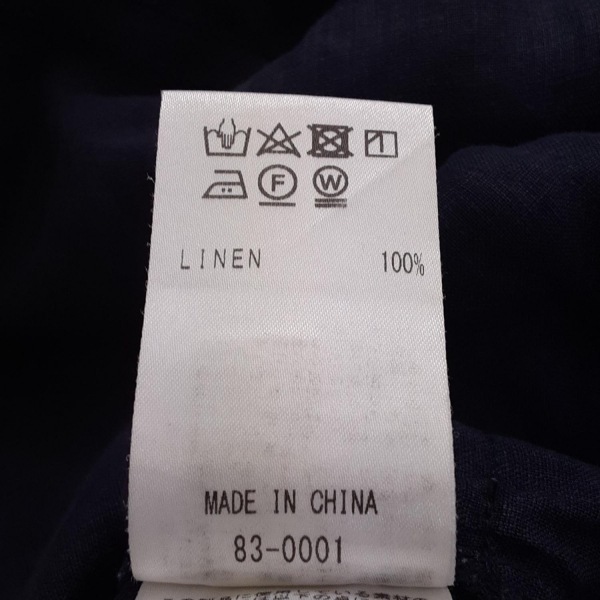 F W
LINEN 100%
MADE IN CHINA
83-0001